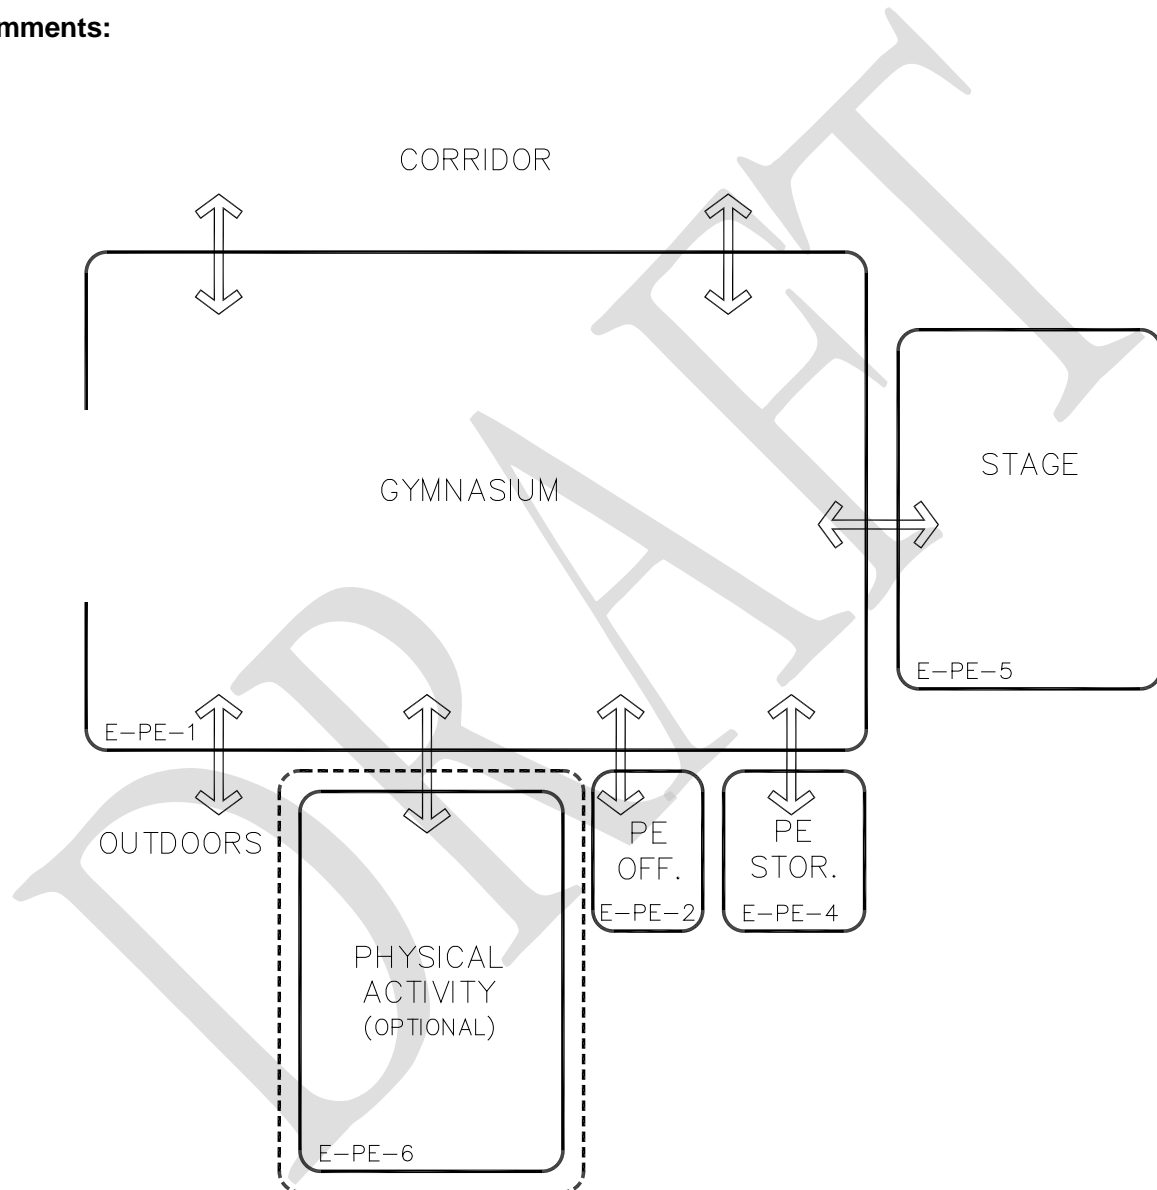 mments:
CORRIDOR
STAGE
GYMNASIUM
E-PE-5
E-PE-1
OUTDOORS
PE
OFF.
E-PE-2
PE
STOR.
E-PE-4
PHYSICAL
ACTIVITY
(OPTIONAL)
E-PE-6
DRAFT